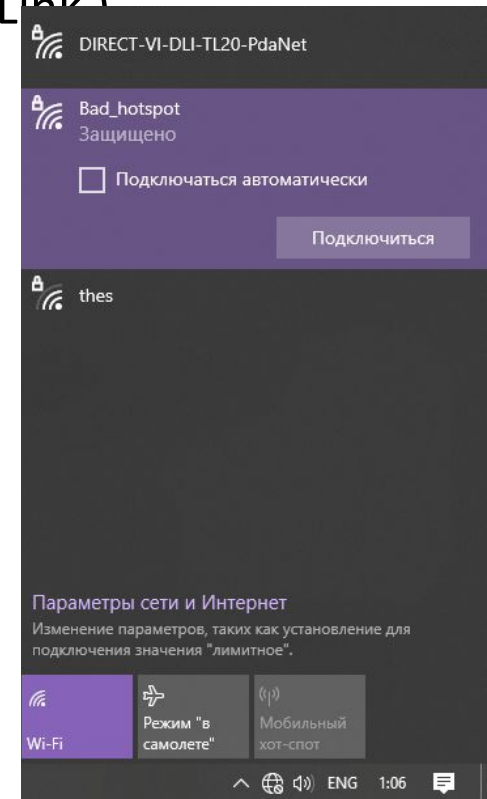 Link )
DIRECT-VI-DLI-TL20-PdaNet
Bad_hotspot
Защищено
Подключаться автоматически
Подключиться
thes
Параметры сети и Интернет
Изменение параметров, таких как установление для
подключения значения "лимитное".
Wi-Fi
Режим "в
самолете"
Мобильный
хот-спот
ENG 1:06